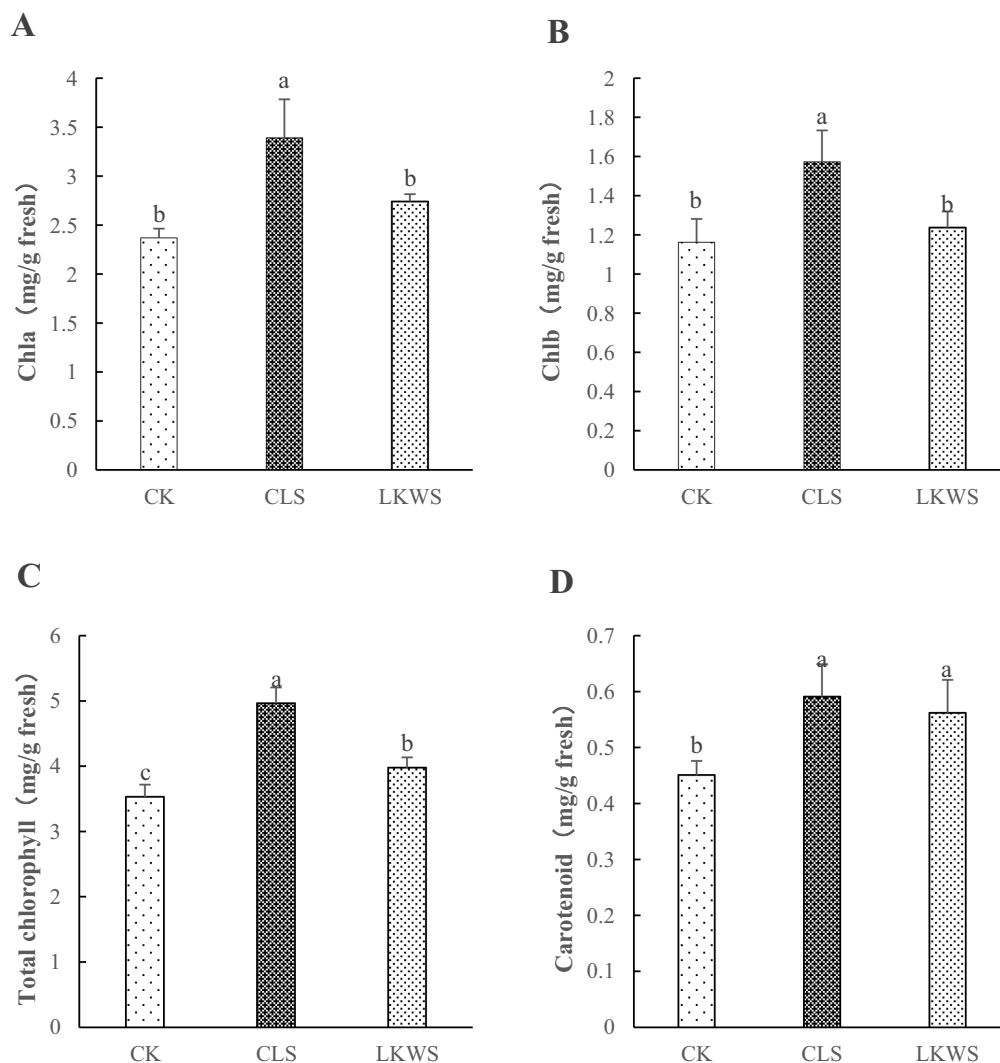 A
Chla（mg/g fresh）
4
3.5
3
2.5
2
1.5
1
0.5
0
b
a
b
CK CLS LKWS
B
Chlb（mg/g fresh）
2
1.8
1.6
1.4
1.2
1
0.8
0.6
0.4
0.2
0
b
a
b
CK CLS LKWS
C
Total chlorophyll（mg/g fresh）
6
5
4
3
2
1
0
c
a
b
CK CLS LKWS
D
Carotenoid（mg/g fresh）
0.7
0.6
0.5
0.4
0.3
0.2
0.1
0
b
a
a
CK CLS LKWS